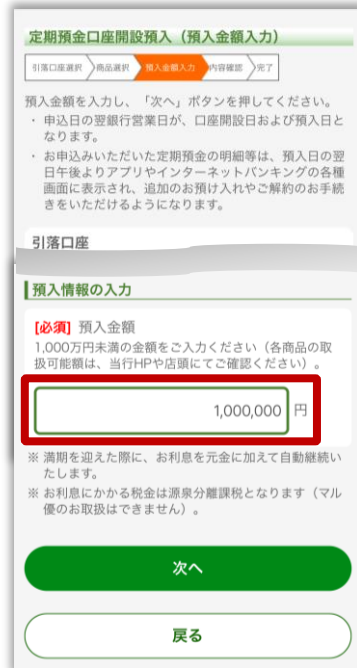 定期預金口座開設預入（預入金額入力）
引落口座選択 商品選択 預入金額入力 内容確認 完了
預入金額を入力し、「次へ」ボタンを押してください。
・ 申込日の翌銀行営業日が、口座開設日および預入日と
なります。
・ お申込みいただいた定期預金の明細等は、預入日の翌
日午後よりアプリやインターネットバンキングの各種
画面に表示され、追加のお預け入れやご解約のお手続
きをいただけるようになります。
引落口座
預入情報の入力
[必須] 預入金額
1,000万円未満の金額をご入力ください（各商品の取
扱可能額は、当行HPや店頭にてご確認ください）。
1,000,000 円
※ 満期を迎えた際に、お利息を元金に加えて自動継続い
たします。
※ お利息にかかる税金は源泉分離課税となります（マル
優のお取扱はできません）。
次へ
戻る